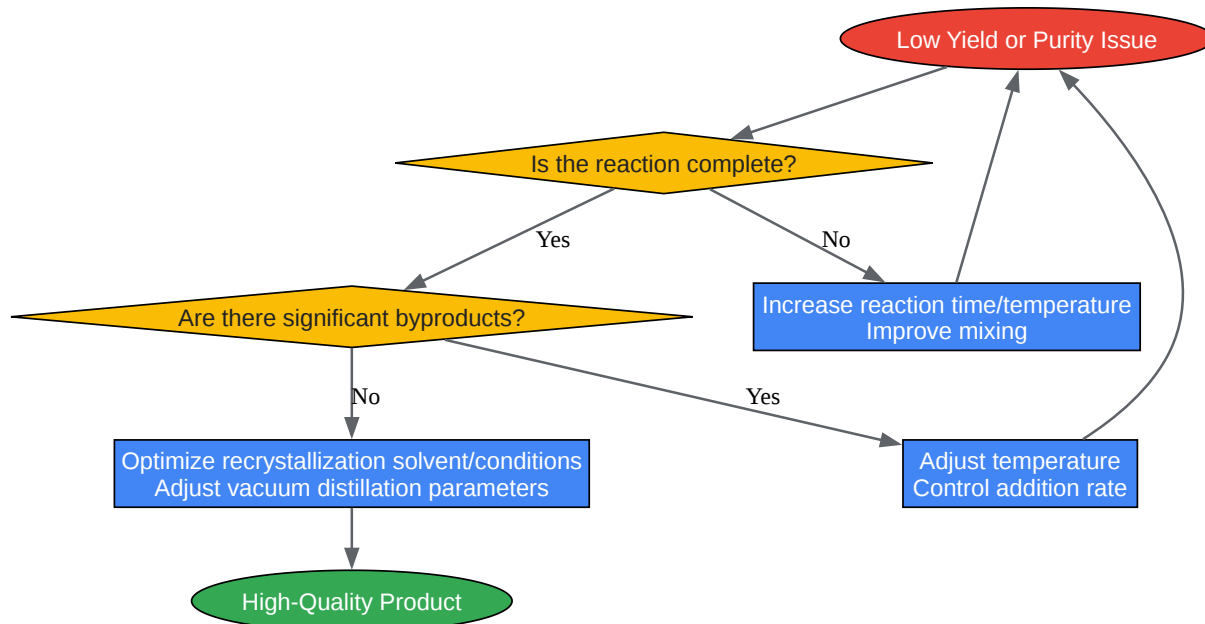 Low Yield or Purity Issue
Is the reaction complete?
Yes
No
Increase reaction time/temperature
Improve mixing
Are there significant byproducts?
No
Yes
Optimize recrystallization solvent/conditions
Adjust vacuum distillation parameters
Adjust temperature
Control addition rate
High-Quality Product